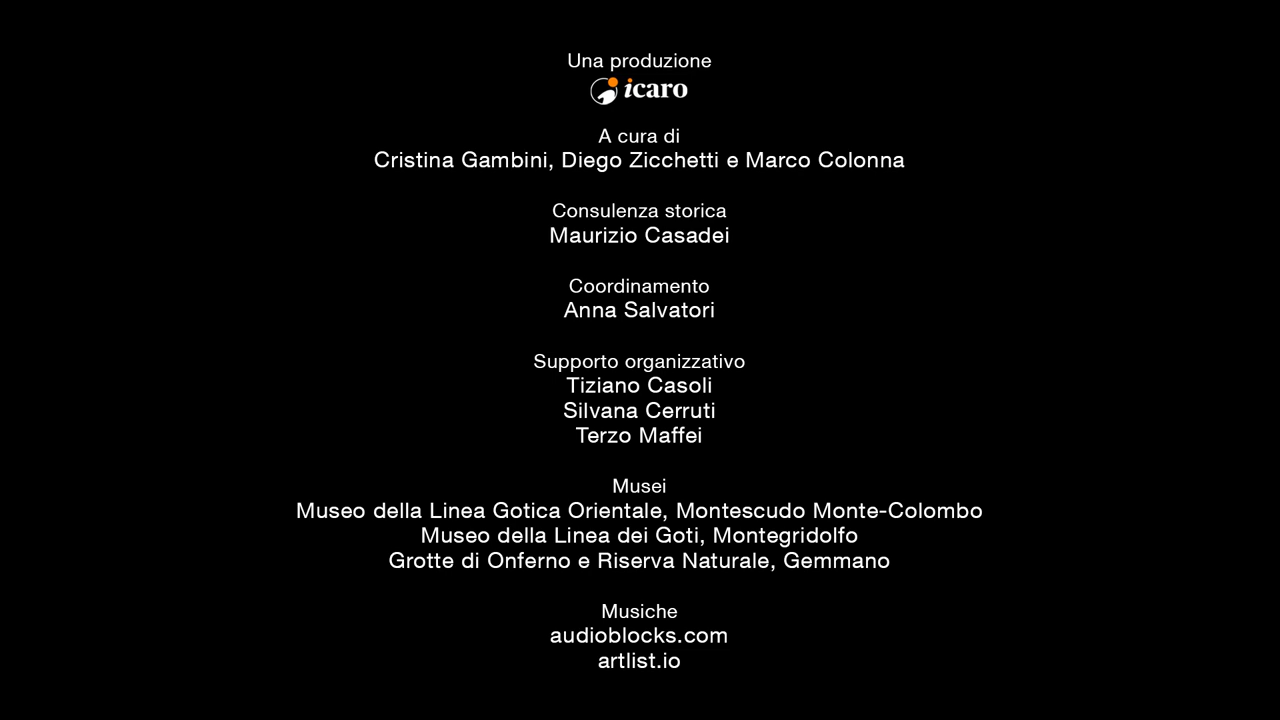 Una produzione
icaro
A cura di
Cristina Gambini, Diego Zicchetti e Marco Colonna
Consulenza storica
Maurizio Casadei
Coordinamento
Anna Salvatori
Supporto organizzativo
Tiziano Casoli
Silvana Cerruti
Terzo Maffei
Musei
Museo della Linea Gotica Orientale, Montescudo Monte-Colombo
Museo della Linea dei Goti, Montegridolfo
Grotte di Onferno e Riserva Naturale, Gemmano
Musiche
audioblocks.com
artlist.io